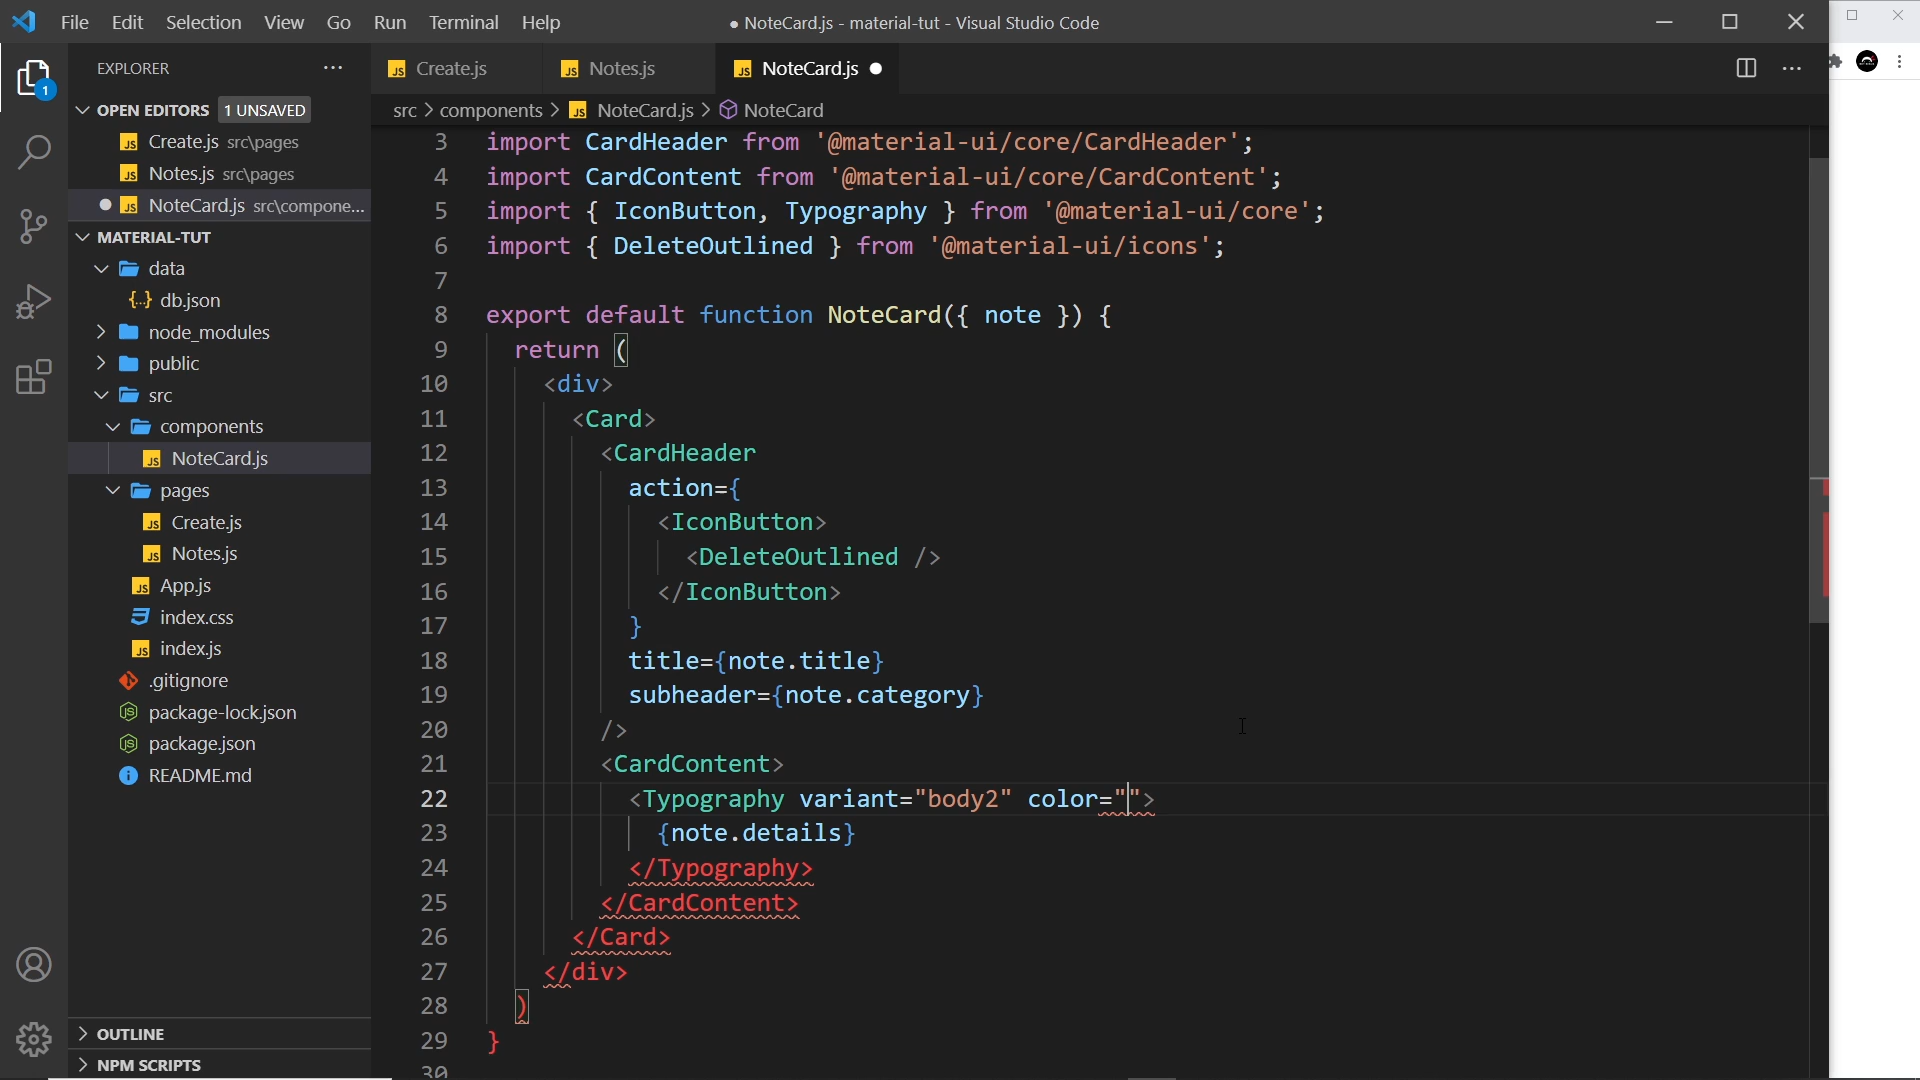 File Edit Selection View Go Run Terminal Help
● NoteCard.js - material-tut - Visual Studio Code
EXPLORER
Create.js
Notes.js
NoteCard.js
OPEN EDITORS 1 UNSAVED
Create.js src\pages
Notes.js src\pages
NoteCard.js src\compone...
MATERIAL-TUT
data
db.json
node_modules
public
src
components
NoteCard.js
pages
Create.js
Notes.js
App.js
index.css
index.js
.gitignore
package-lock.json
package.json
README.md
OUTLINE
NPM SCRIPTS
1
src > components > NoteCard.js > NoteCard
3 import CardHeader from '@material-ui/core/CardHeader';
4 import CardContent from '@material-ui/core/CardContent';
5 import { IconButton, Typography } from '@material-ui/core';
6 import { DeleteOutlined } from '@material-ui/icons';
7
8 export default function NoteCard({ note }) {
9 return (
10 <div>
11 <Card>
12 <CardHeader
13 action={
14 <IconButton>
15 <DeleteOutlined />
16 </IconButton>
17 }
18 title={note.title}
19 subheader={note.category}
20 />
21 <CardContent>
22 <Typography variant="body2" color="">
23 {note.details}
24 </Typography>
25 </CardContent>
26 </Card>
27 </div>
28 )
29 }
30